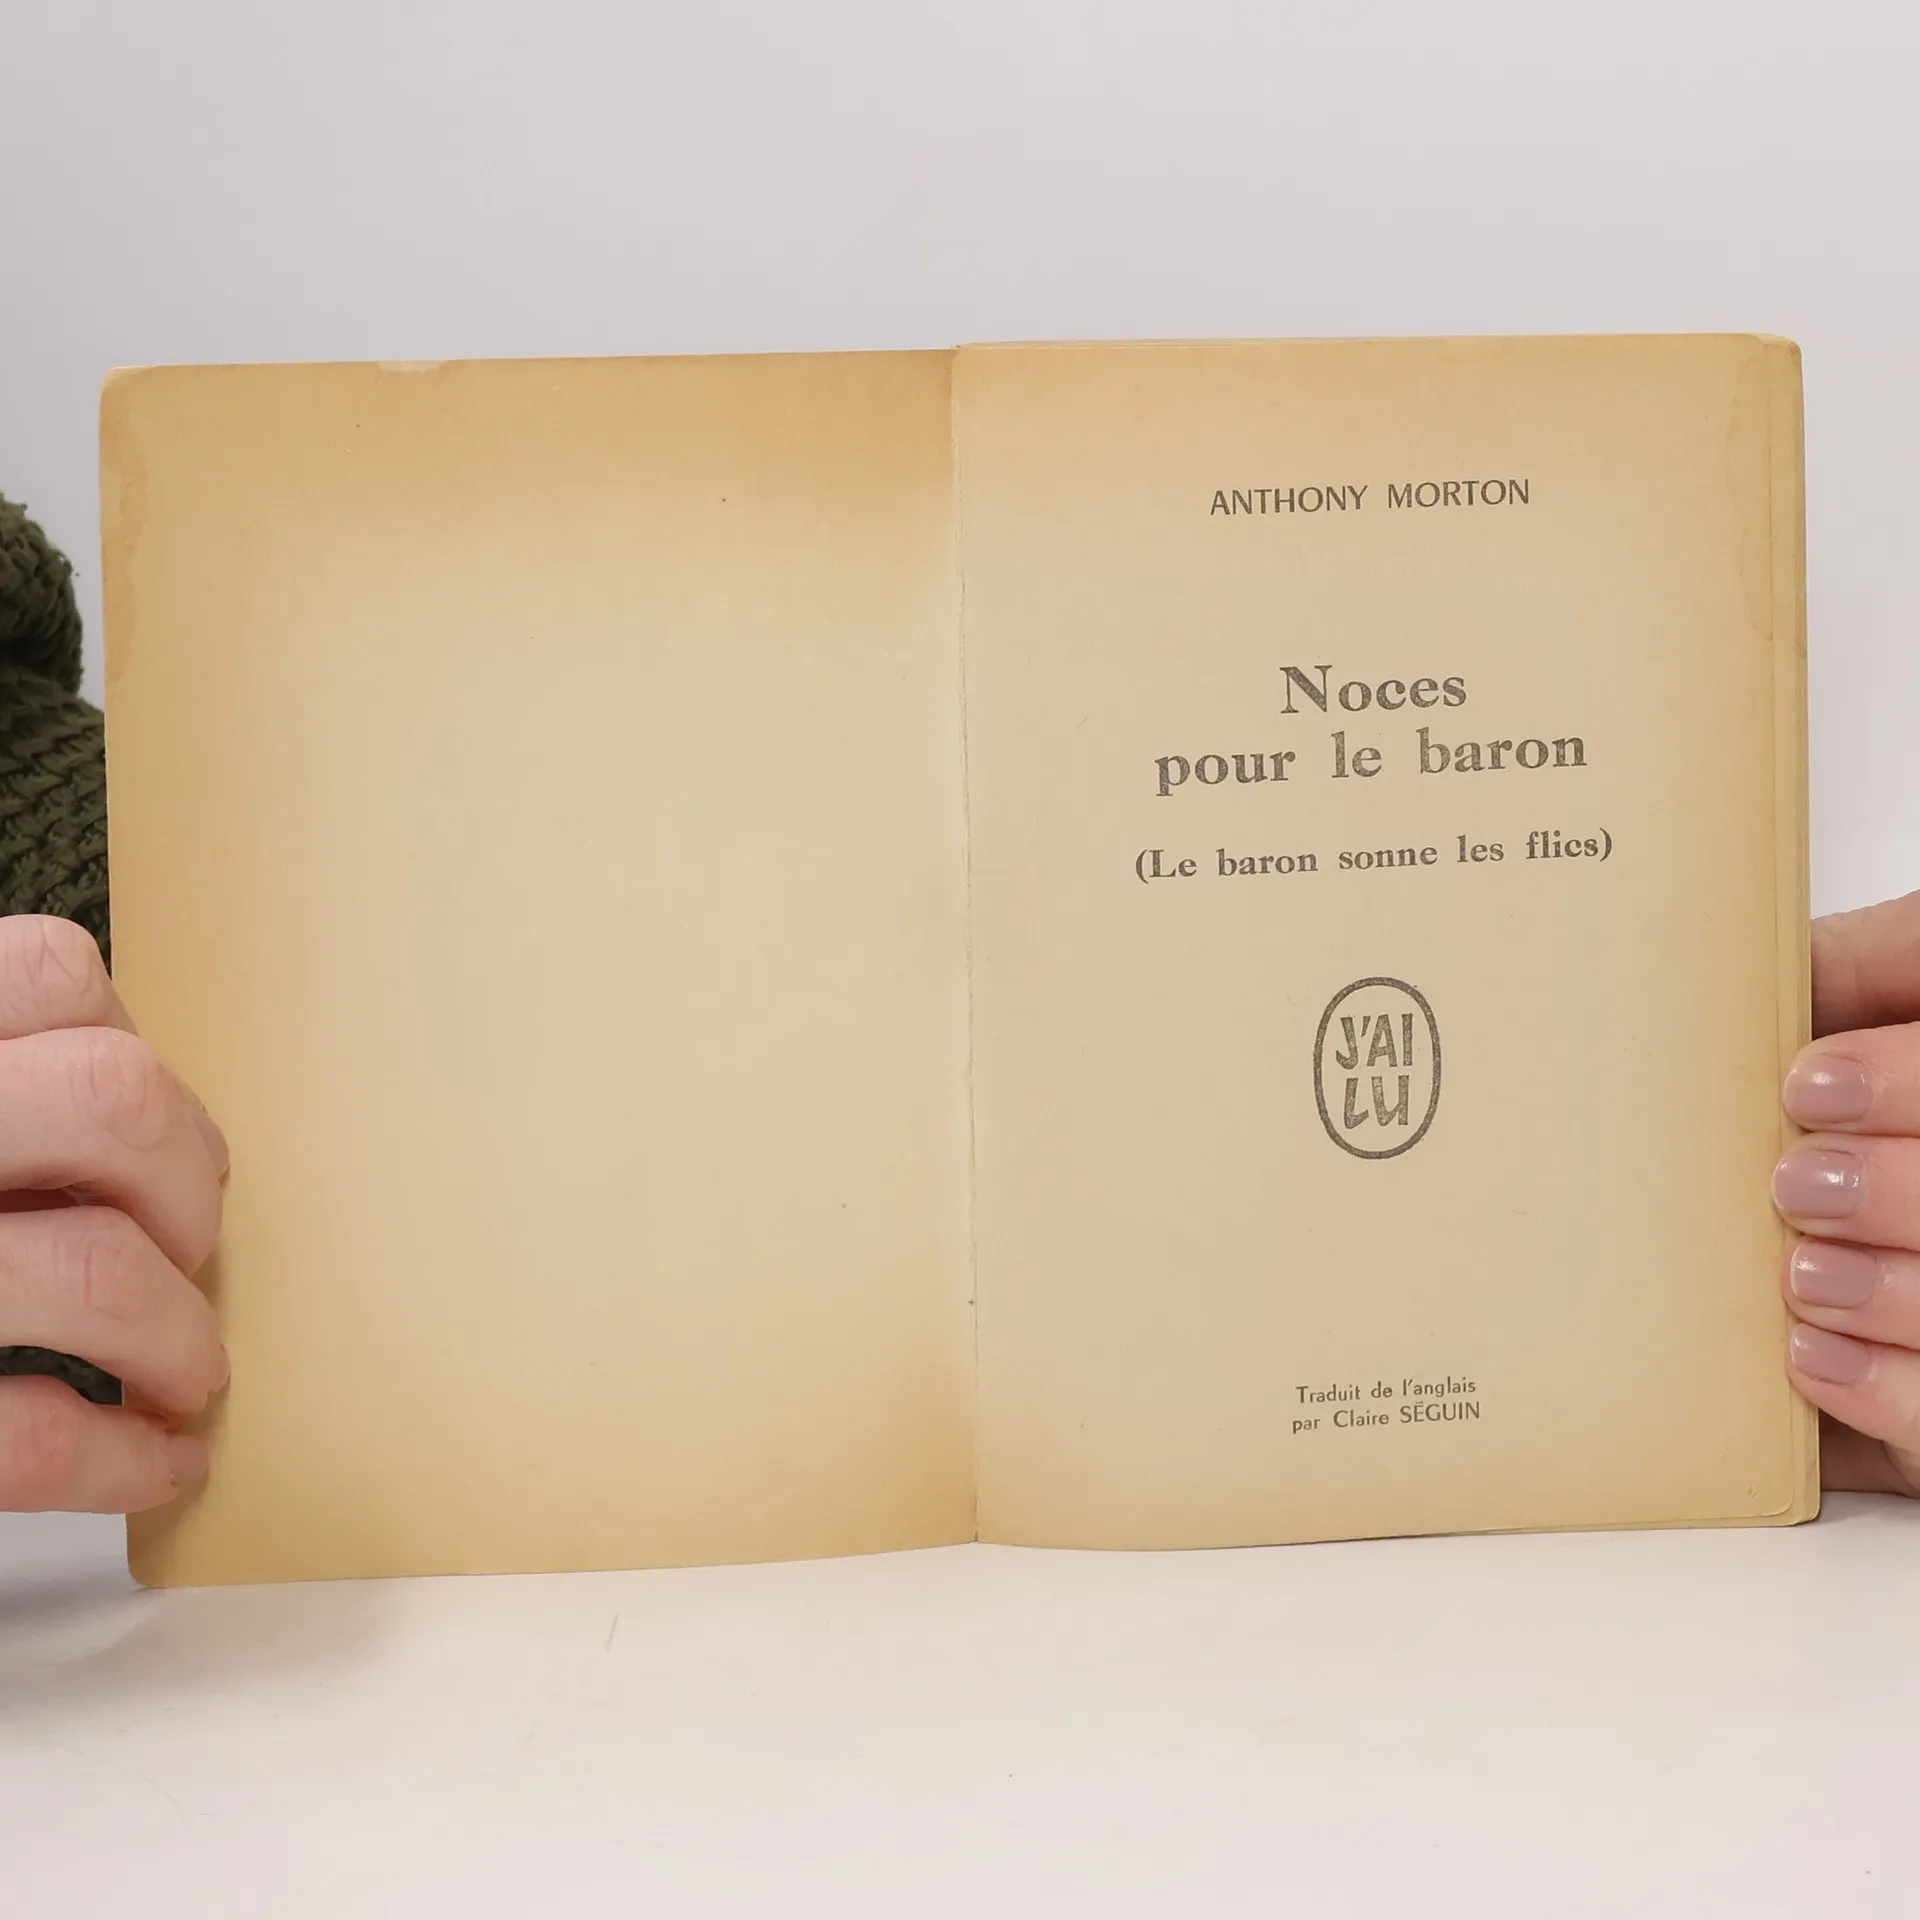 ANTHONY MORTON
Noces
pour le baron
(Le baron sonne les flics)
J'AI
LU
Traduit de l'anglais
par Claire SÉGUIN